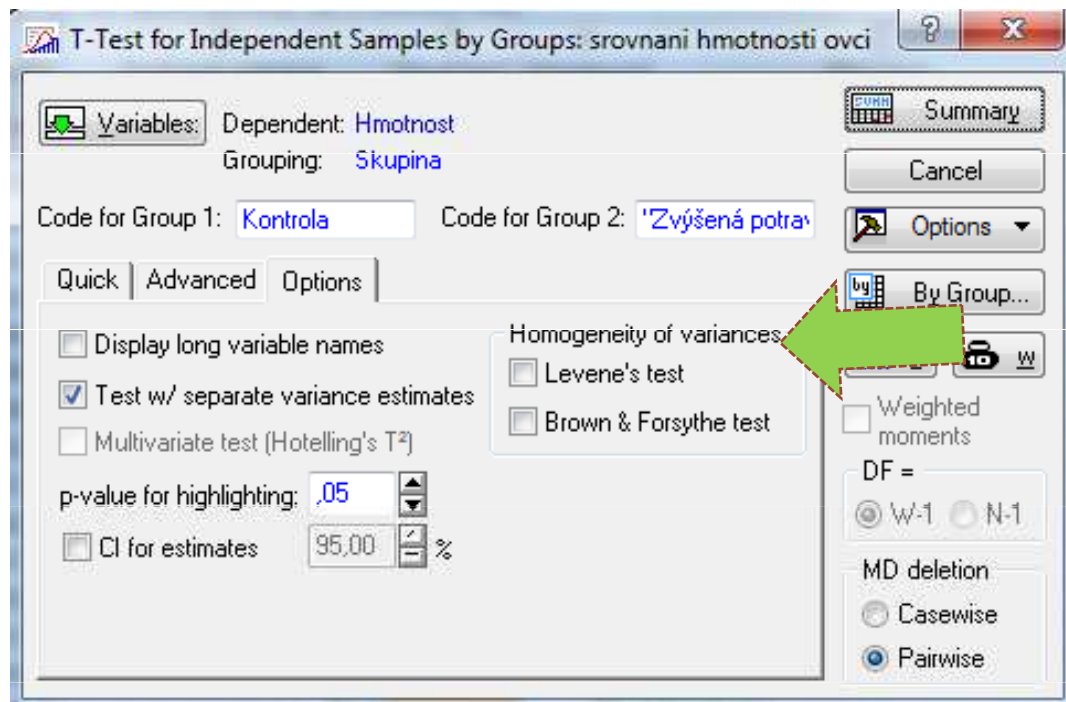 T-Test for Independent Samples by Groups: srovnani hmotnosti ovci
Variables: Dependent: Hmotnost
Grouping: Skupina
Code for Group 1: Kontrola Code for Group 2: "Zvýšená potrav
Quick Advanced Options
Display long variable names
Test w/ separate variance estimates
Multivariate test (Hotelling's T²)
p-value for highlighting: ,05
CI for estimates 95,00 %
Homogeneity of variances
Levene's test
Brown & Forsythe test
Summary
Cancel
Options
by By Group...
w
Weighted
moments
DF =
W-1 N-1
MD deletion
Casewise
Pairwise